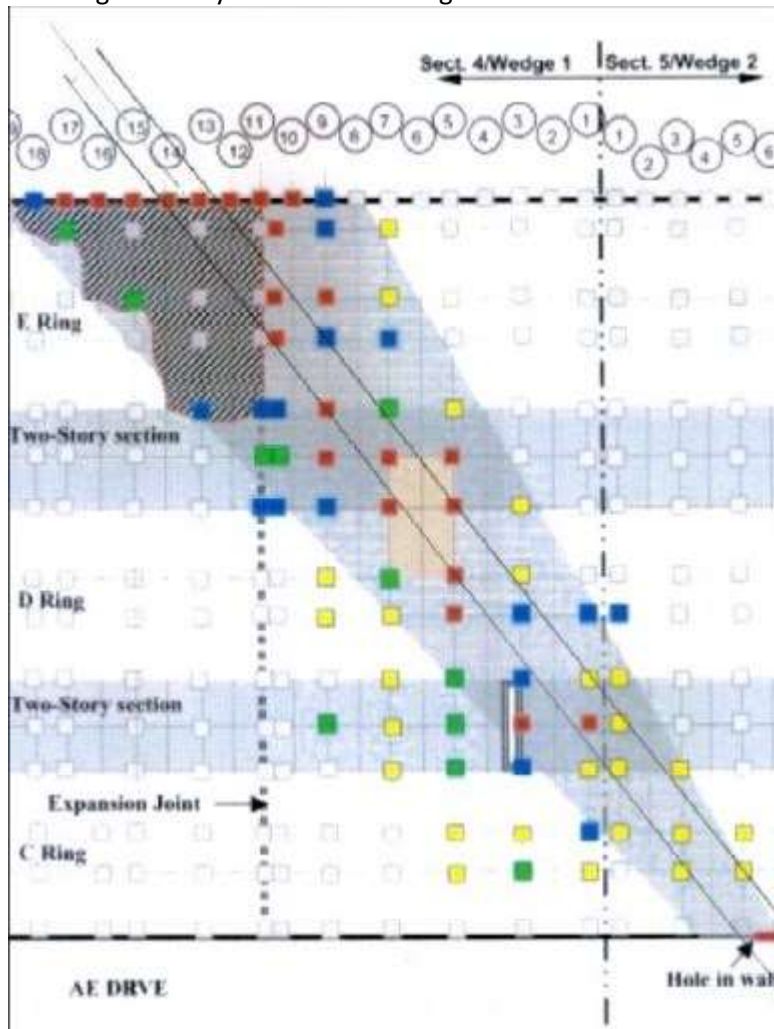 Sect. 4/Wedge 1 Sect. 5/Wedge 2
18 17 16 15 14 13 12 11 10 9 8 7 6 5 4 3 2 1 1 2 3 4 5 6
E Ring
Two-Story section
D Ring
Two-Story section
Expansion Joint
C Ring
Hole in wall
AE DRVE